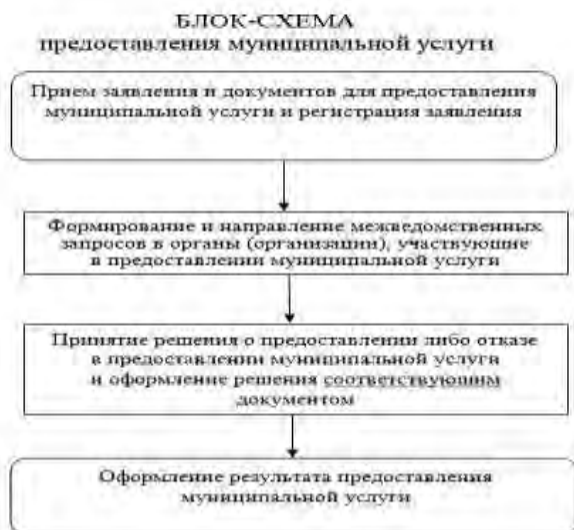 БЛОК-СХЕМА
предоставления муниципальной услуги
Прием заявления и документов для предоставления
муниципальной услуги и регистрация заявления
Формирование и направление межведомственных
запросов в органы (организации), участвующие
в предоставлении муниципальной услуги
Принятие решения о предоставлении либо отказе
в предоставлении муниципальной услуги
и оформление решения соответствующим
документом
Оформление результата предоставления
муниципальной услуги